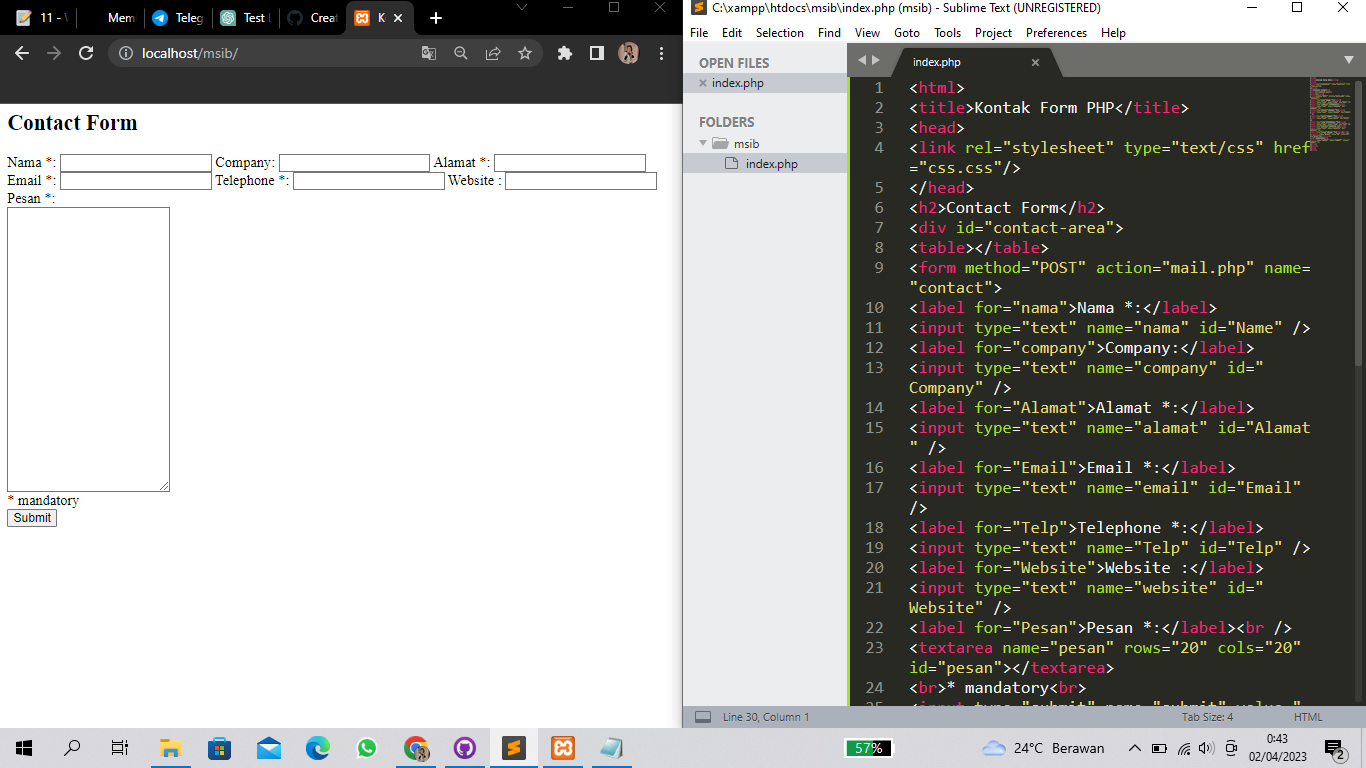 11 - \
Mem
Teleg
Test l
Creat
K
localhost/msib/
Contact Form
Nama *:
Company:
Alamat *:
Email *:
Telephone *:
Website :
Pesan *:
* mandatory
Submit
C:\xampp\htdocs\msib\index.php (msib) - Sublime Text (UNREGISTERED)
File Edit Selection Find View Goto Tools Project Preferences Help
OPEN FILES
index.php
FOLDERS
msib
index.php
index.php
1 <html>
2 <title>Kontak Form PHP</title>
3 <head>
4 <link rel="stylesheet" type="text/css" href
="css.css"/>
5 </head>
6 <h2>Contact Form</h2>
7 <div id="contact-area">
8 <table></table>
9 <form method="POST" action="mail.php" name=
"contact">
10 <label for="nama">Nama *:</label>
11 <input type="text" name="nama" id="Name" />
12 <label for="company">Company:</label>
13 <input type="text" name="company" id="
Company" />
14 <label for="Alamat">Alamat *:</label>
15 <input type="text" name="alamat" id="Alamat
" />
16 <label for="Email">Email *:</label>
17 <input type="text" name="email" id="Email"
/>
18 <label for="Telp">Telephone *:</label>
19 <input type="text" name="Telp" id="Telp" />
20 <label for="Website">Website :</label>
21 <input type="text" name="website" id="
Website" />
22 <label for="Pesan">Pesan *:</label><br />
23 <textarea name="pesan" rows="20" cols="20"
id="pesan"></textarea>
24 <br>* mandatory<br>
25 <input type="submit" name="submit" value="
Line 30, Column 1
Tab Size: 4
HTML
57%
24°C Berawan
0:43
02/04/2023
2